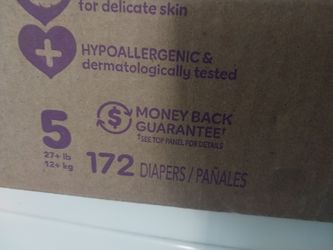 for delicate skin
HYPOALLERGENIC &
dermatologically tested
MONEY BACK
GUARANTEE†
†SEE TOP PANEL FOR DETAILS
5
27+ lb
12+ kg
172 DIAPERS / PAÑALES